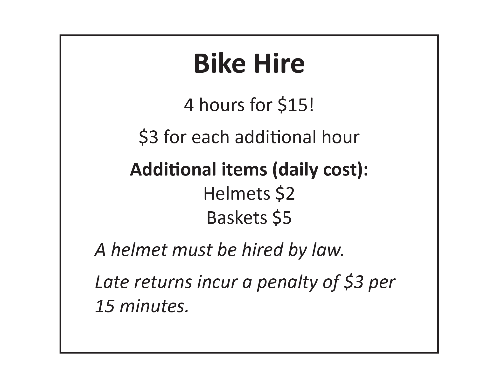 Bike Hire
4 hours for $15!
$3 for each additional hour
Additional items (daily cost):
Helmets $2
Baskets $5
A helmet must be hired by law.
Late returns incur a penalty of $3 per
15 minutes.